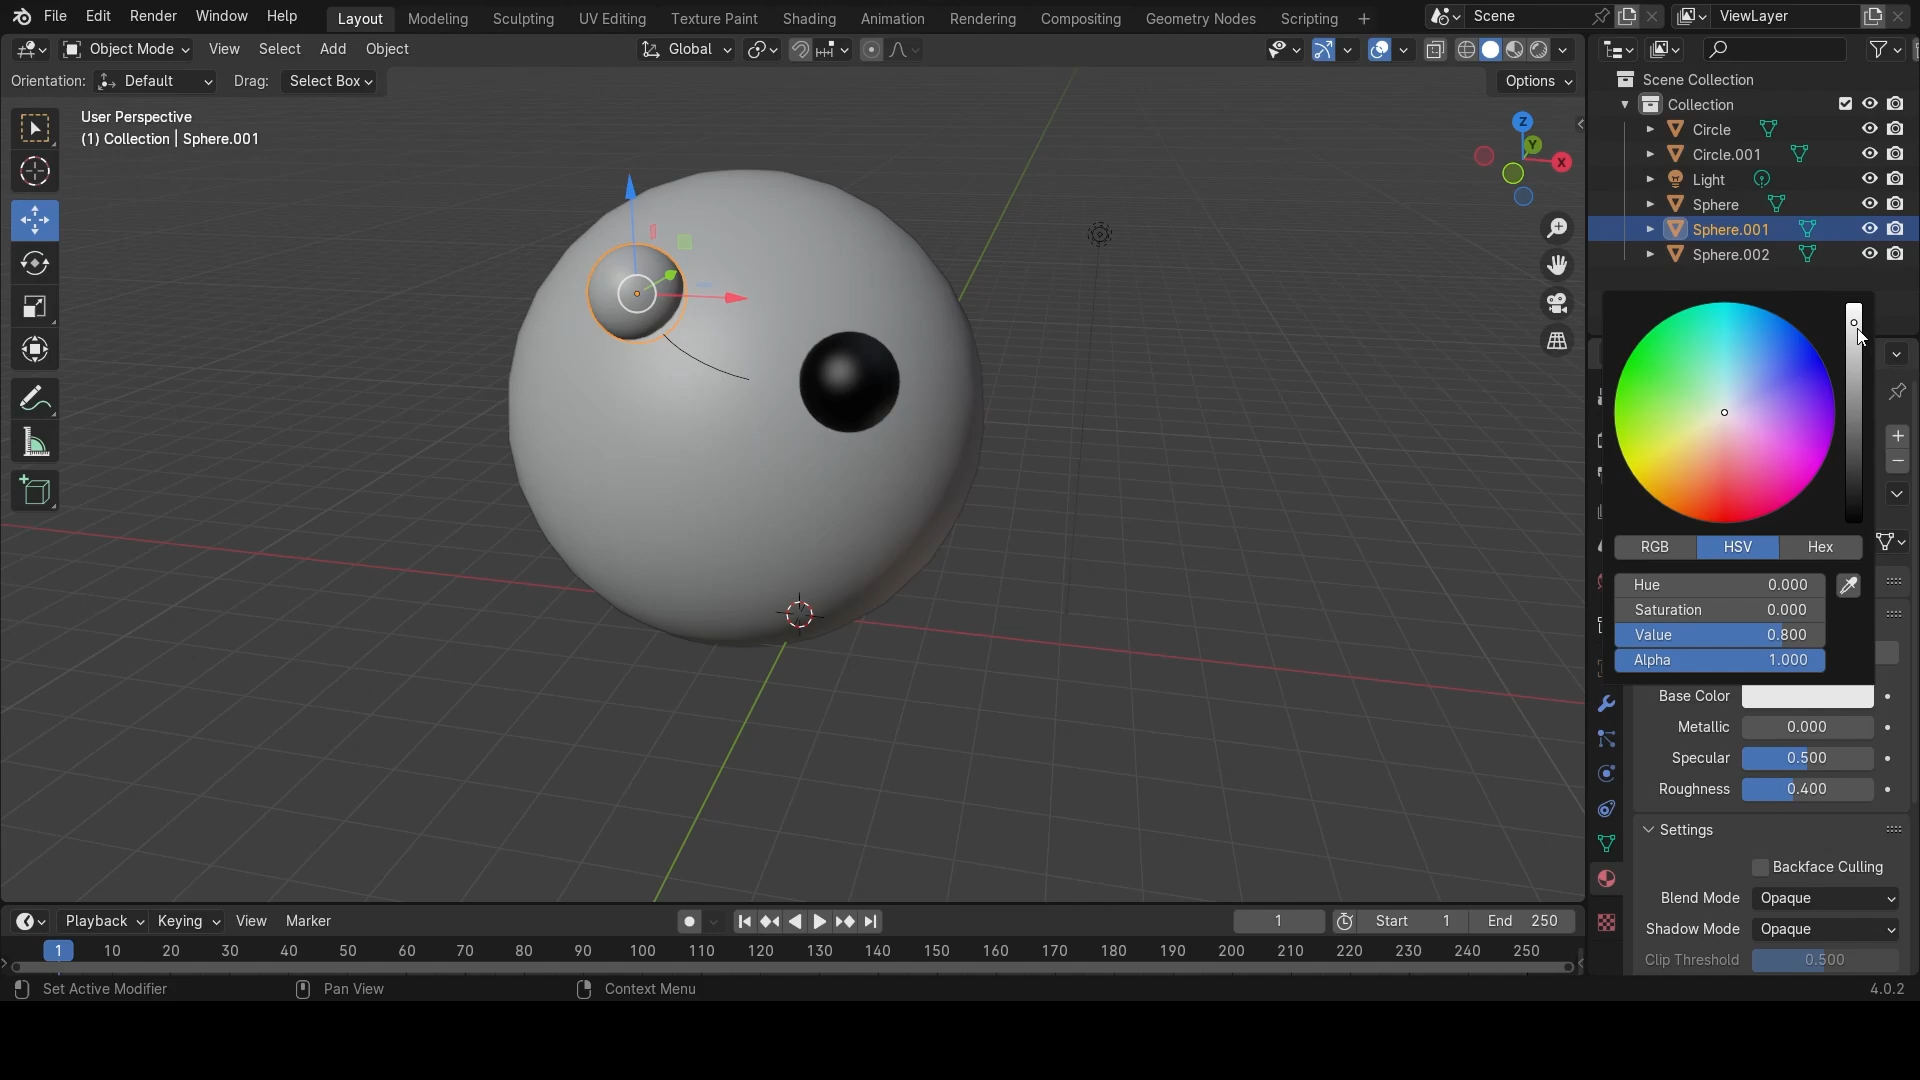 File Edit Render Window Help Layout Modeling Sculpting UV Editing Texture Paint Shading Animation Rendering Compositing Geometry Nodes Scripting + Scene ViewLayer
Object Mode View Select Add Object Global
Orientation: Default Drag: Select Box Options
User Perspective
(1) Collection | Sphere.001
Z
Y
X
Scene Collection
Collection
Circle
Circle.001
Light
Sphere
Sphere.001
Sphere.002
RGB HSV Hex
Hue 0.000
Saturation 0.000
Value 0.800
Alpha 1.000
Base Color
Metallic 0.000
Specular 0.500
Roughness 0.400
Settings
Backface Culling
Blend Mode Opaque
Shadow Mode Opaque
Clip Threshold 0.500
Playback Keying View Marker 1 Start 1 End 250
1 10 20 30 40 50 60 70 80 90 100 110 120 130 140 150 160 170 180 190 200 210 220 230 240 250
Set Active Modifier Pan View Context Menu 4.0.2